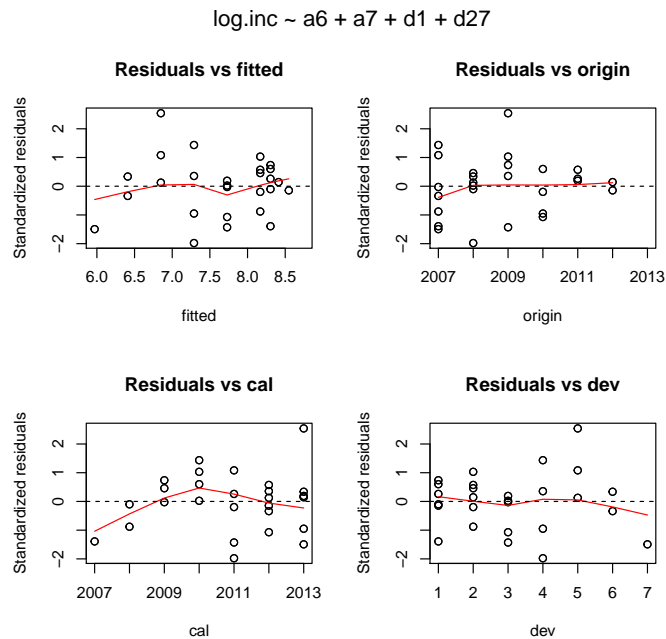 log.inc ~ a6 + a7 + d1 + d27
Residuals vs fitted
Standardized residuals
2
1
0
-2
6.0 6.5 7.0 7.5 8.0 8.5
fitted
Residuals vs origin
Standardized residuals
2
1
0
-2
2007 2009 2011 2013
origin
Residuals vs cal
Standardized residuals
2
1
0
-2
2007 2009 2011 2013
cal
Residuals vs dev
Standardized residuals
2
1
0
-2
1 2 3 4 5 6 7
dev